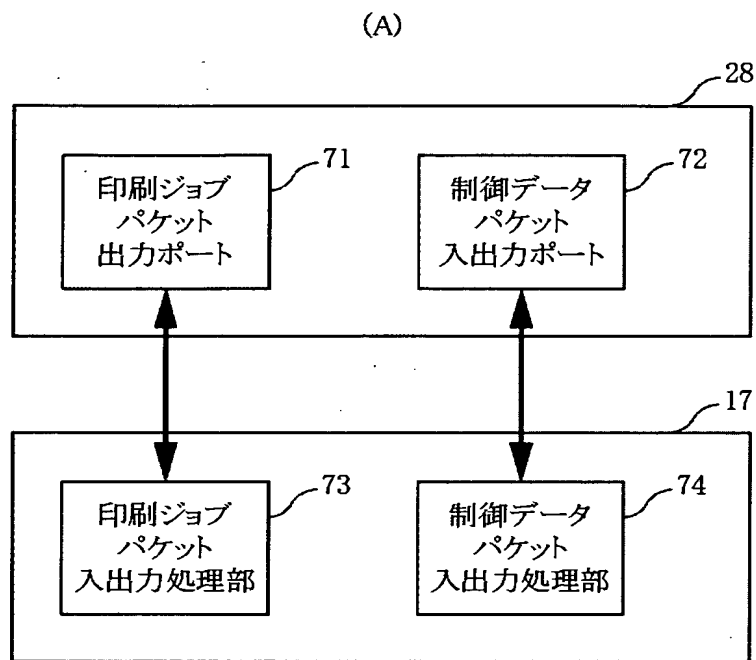 (A)
28
71
印刷ジョブ
パケット
出力ポート
72
制御データ
パケット
入出力ポート
17
73
印刷ジョブ
パケット
入出力処理部
74
制御データ
パケット
入出力処理部